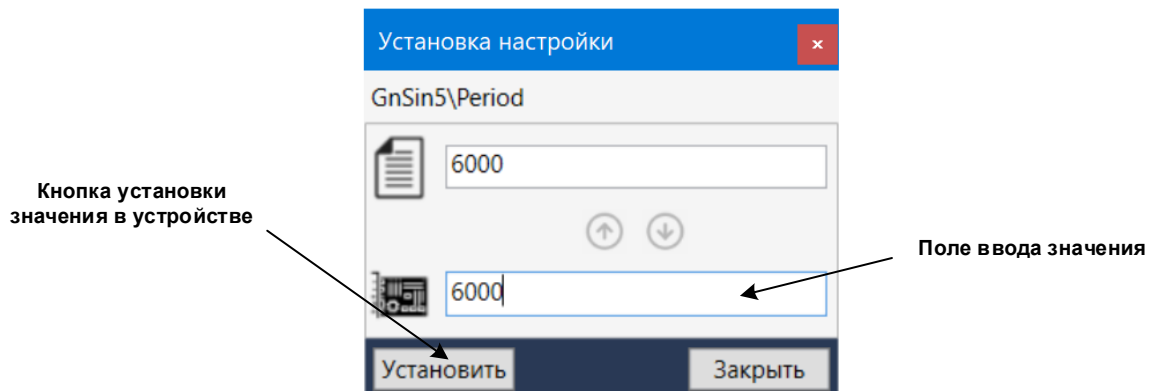 Установка настройки
x
GnSin5\Period
6000
Кнопка установки
значения в устройстве
Поле ввода значения
6000
Установить
Закрыть